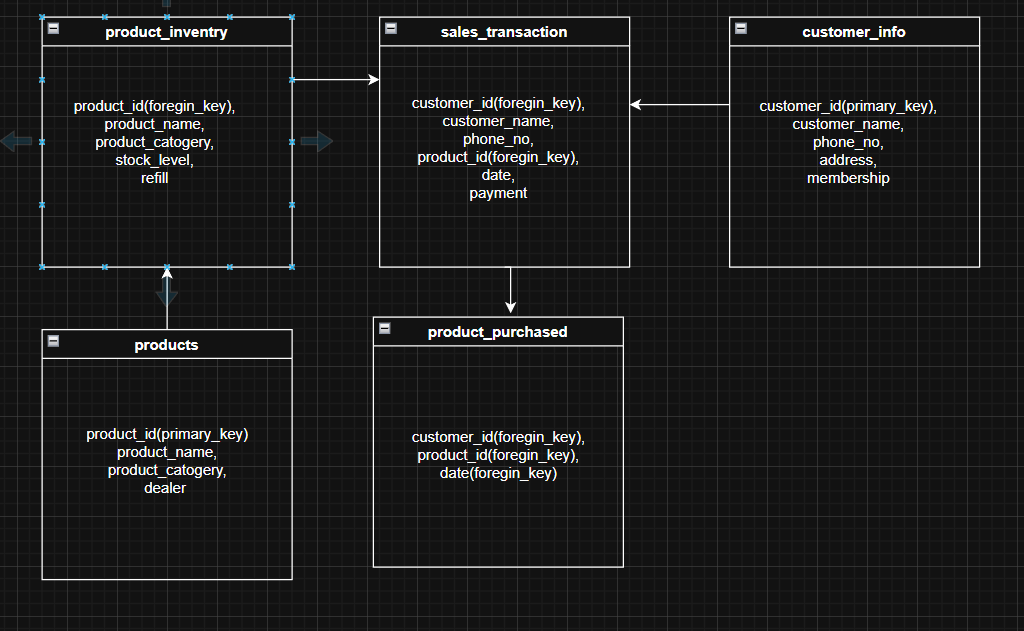 product_inventry
product_id(foregin_key),
product_name,
product_catogery,
stock_level,
refill
sales_transaction
customer_id(foregin_key),
customer_name,
phone_no,
product_id(foregin_key),
date,
payment
customer_info
customer_id(primary_key),
customer_name,
phone_no,
address,
membership
products
product_id(primary_key)
product_name,
product_catogery,
dealer
product_purchased
customer_id(foregin_key),
product_id(foregin_key),
date(foregin_key)